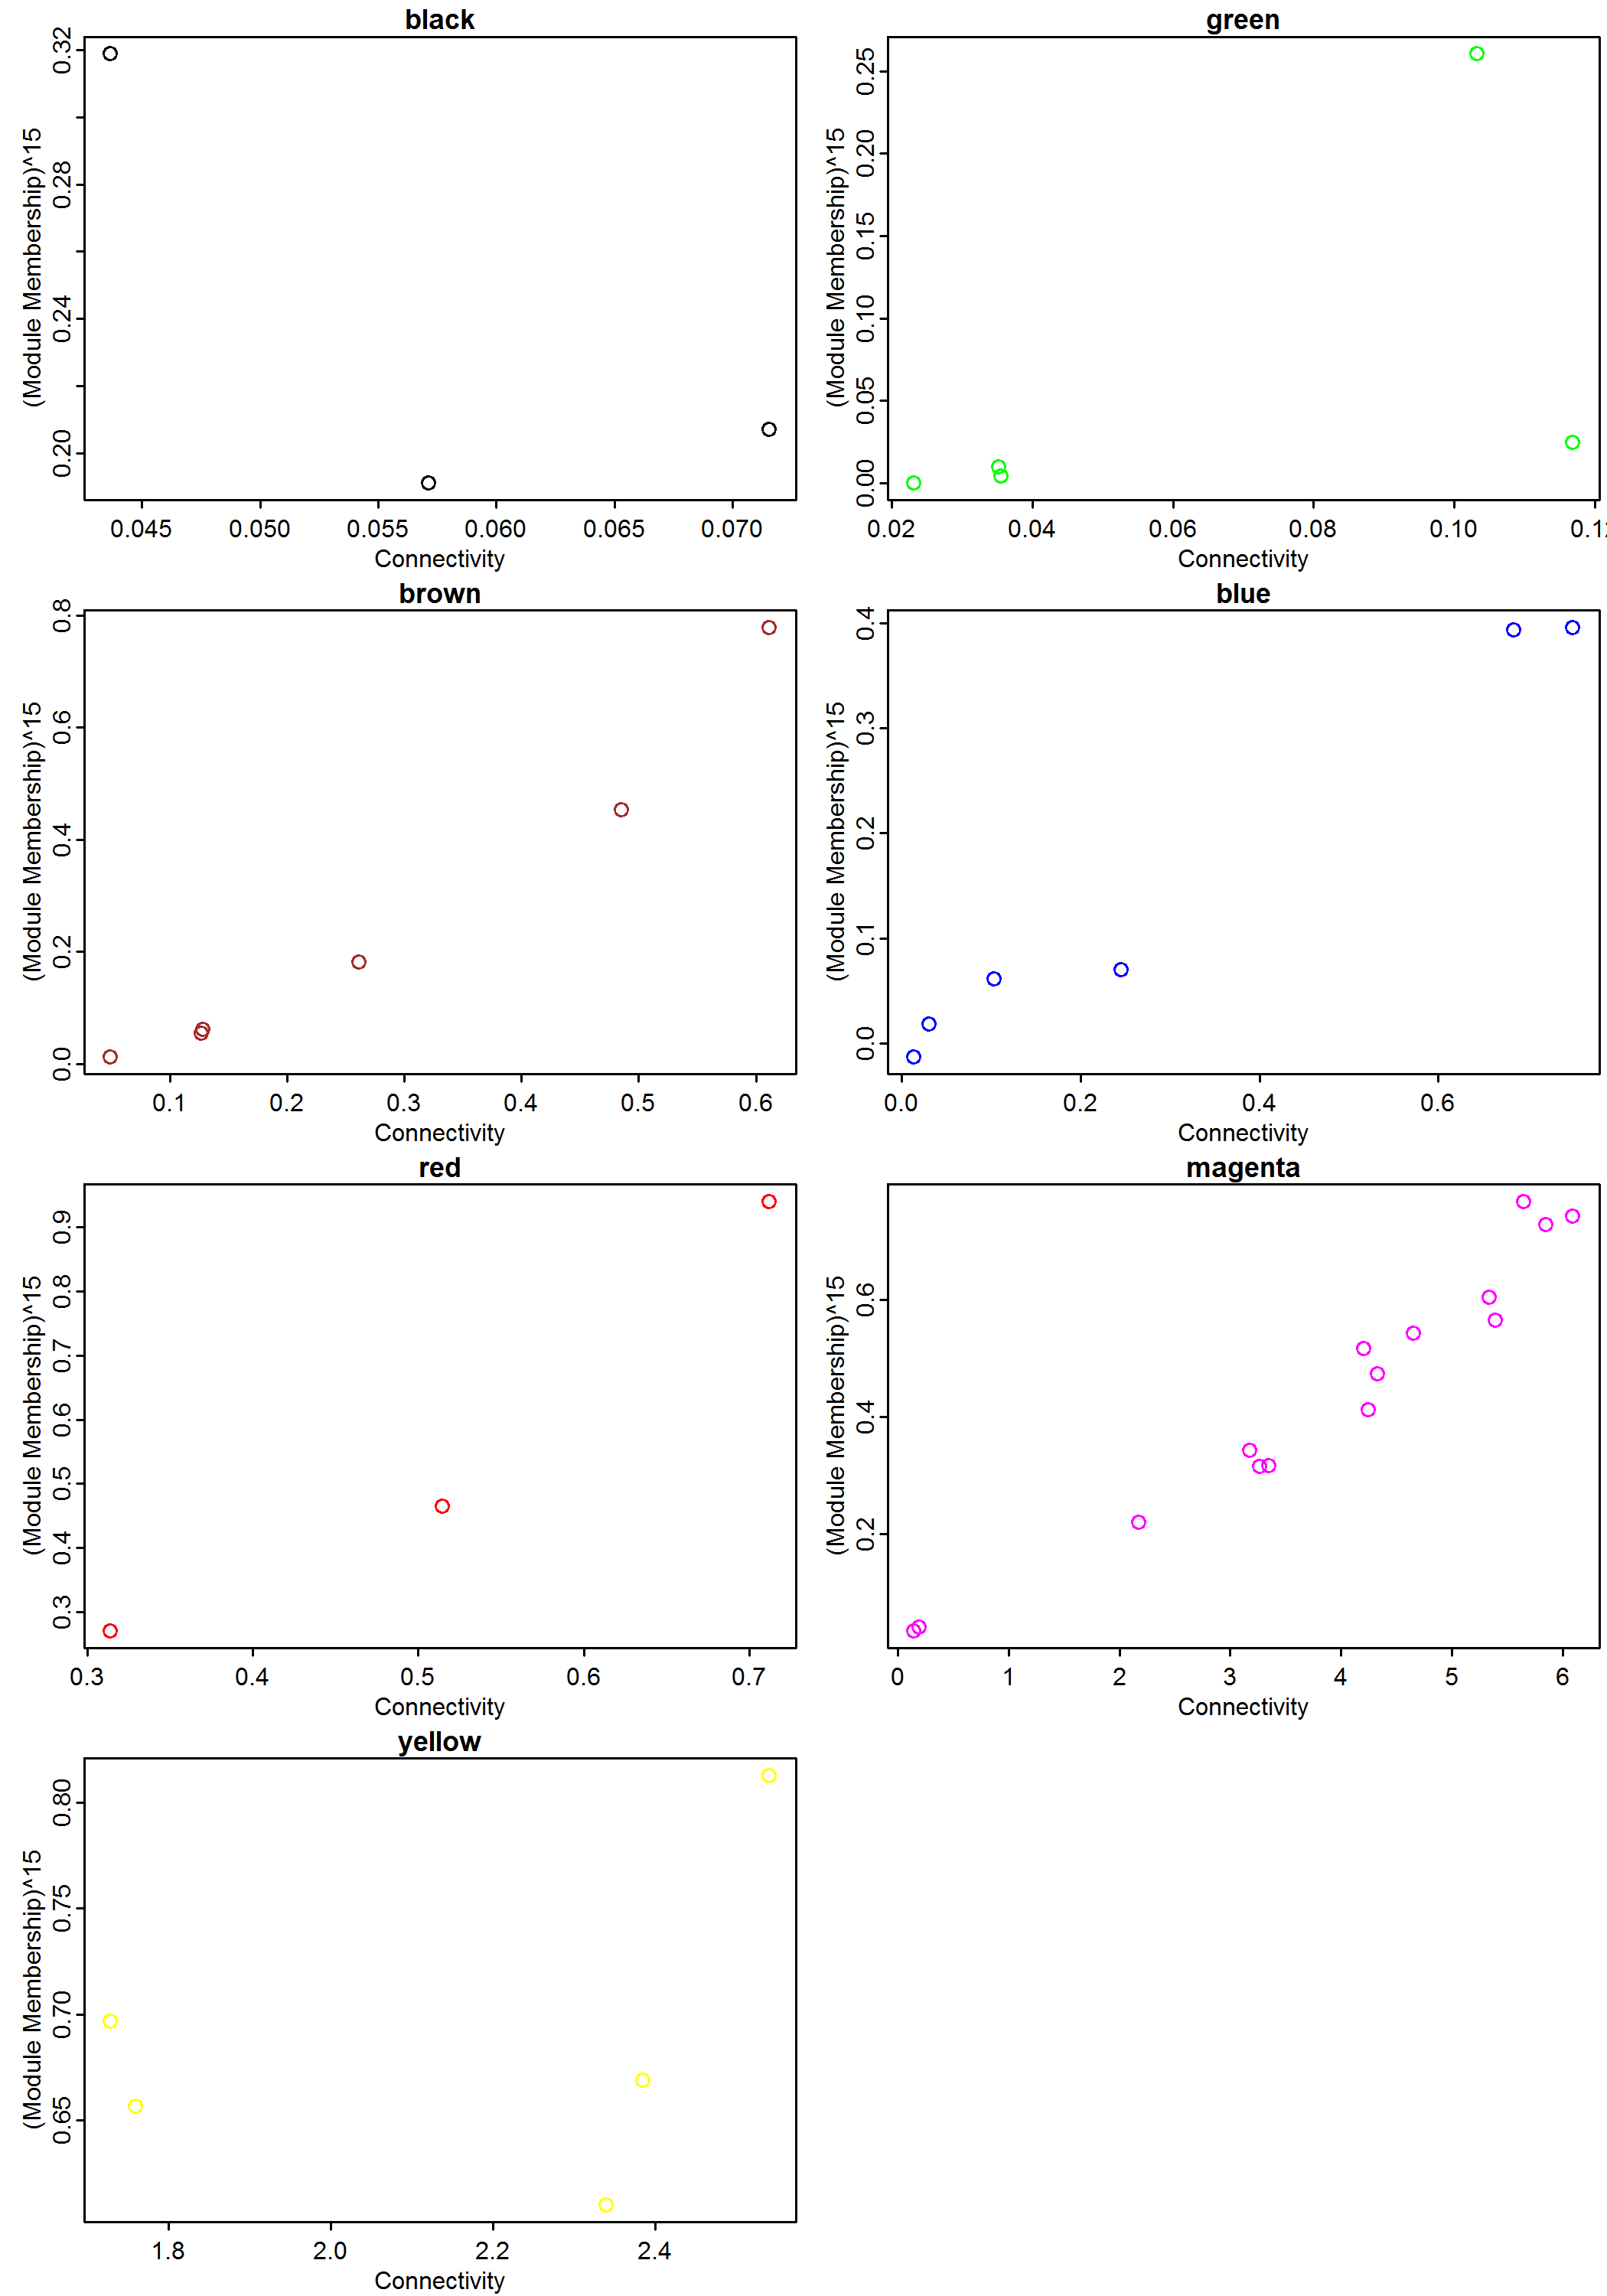 black
(Module Membership)^15
0.32
0.28
0.24
0.20
0.045 0.050 0.055 0.060 0.065 0.070
Connectivity
green
(Module Membership)^15
0.25
0.20
0.15
0.10
0.05
0.00
0.02 0.04 0.06 0.08 0.10 0.1
Connectivity
brown
(Module Membership)^15
0.8
0.6
0.4
0.2
0.0
0.1 0.2 0.3 0.4 0.5 0.6
Connectivity
blue
(Module Membership)^15
0.4
0.3
0.2
0.1
0.0
0.0 0.2 0.4 0.6
Connectivity
red
(Module Membership)^15
0.9
0.8
0.7
0.6
0.5
0.4
0.3
0.3 0.4 0.5 0.6 0.7
Connectivity
magenta
(Module Membership)^15
0.6
0.4
0.2
0 1 2 3 4 5 6
Connectivity
yellow
(Module Membership)^15
0.80
0.75
0.70
0.65
1.8 2.0 2.2 2.4
Connectivity